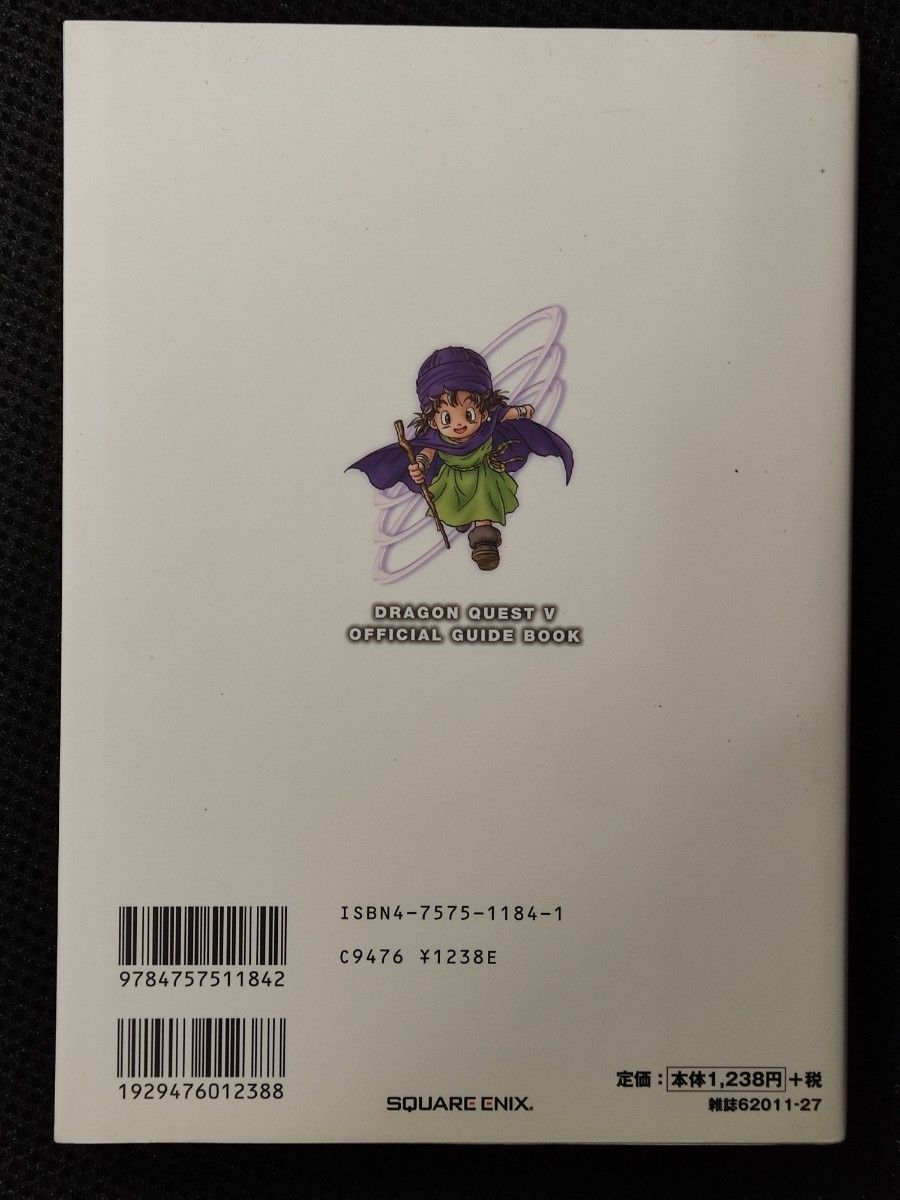 DRAGON QUEST V
OFFICIAL GUIDE BOOK
ISBN4-7575-1184-1
C9476 ¥1238E
9784757511842
1929476012388
定価：本体1,238円+税
雑誌62011-27
SQUARE ENIX®